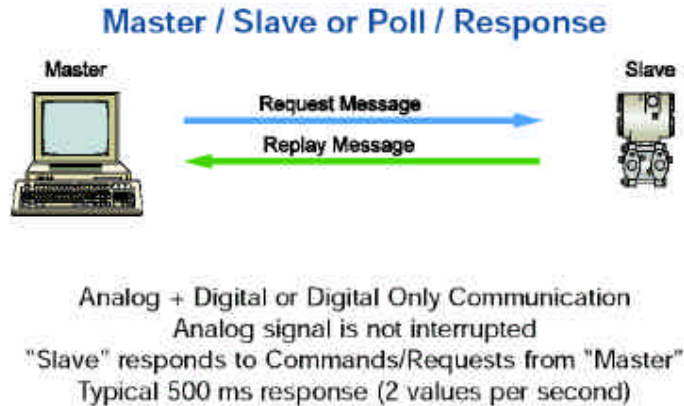 Master / Slave or Poll / Response
Master
Slave
Request Message
Replay Message
Analog + Digital or Digital Only Communication
Analog signal is not interrupted
"Slave" responds to Commands/Requests from "Master"
Typical 500 ms response (2 values per second)